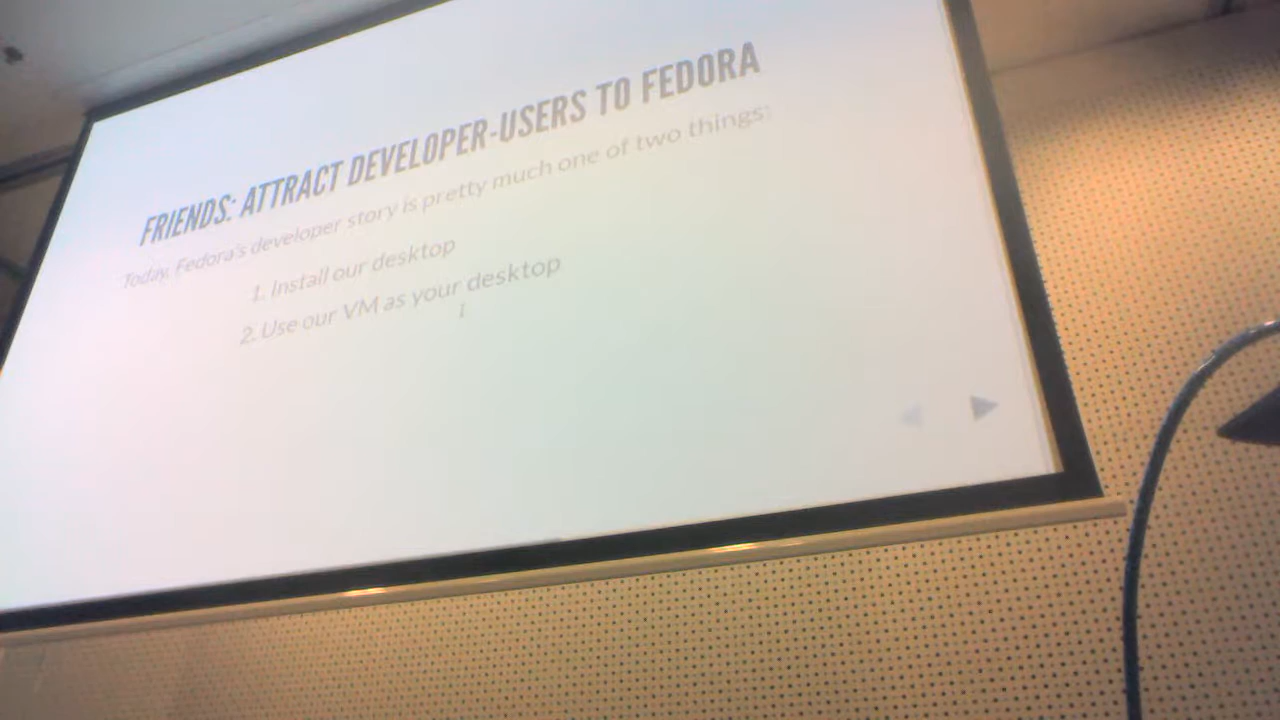 FRIENDS: ATTRACT DEVELOPER-USERS TO FEDORA
Today, Fedora's developer story is pretty much one of two things:
1. Install our desktop
2. Use our VM as your desktop